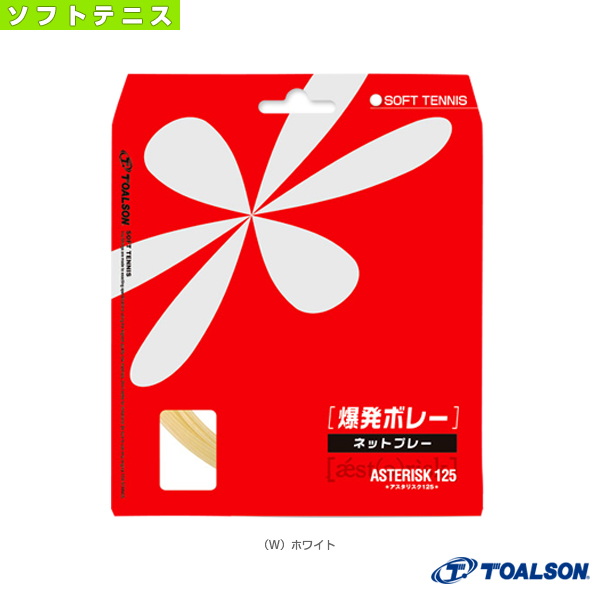 ソフトテニス
SOFT TENNIS
TOALSON SOFT TENNIS
[爆発ボレー]
ネットプレー
ASTERISK 125
*アスタリスク125*
(W) ホワイト
TOALSON